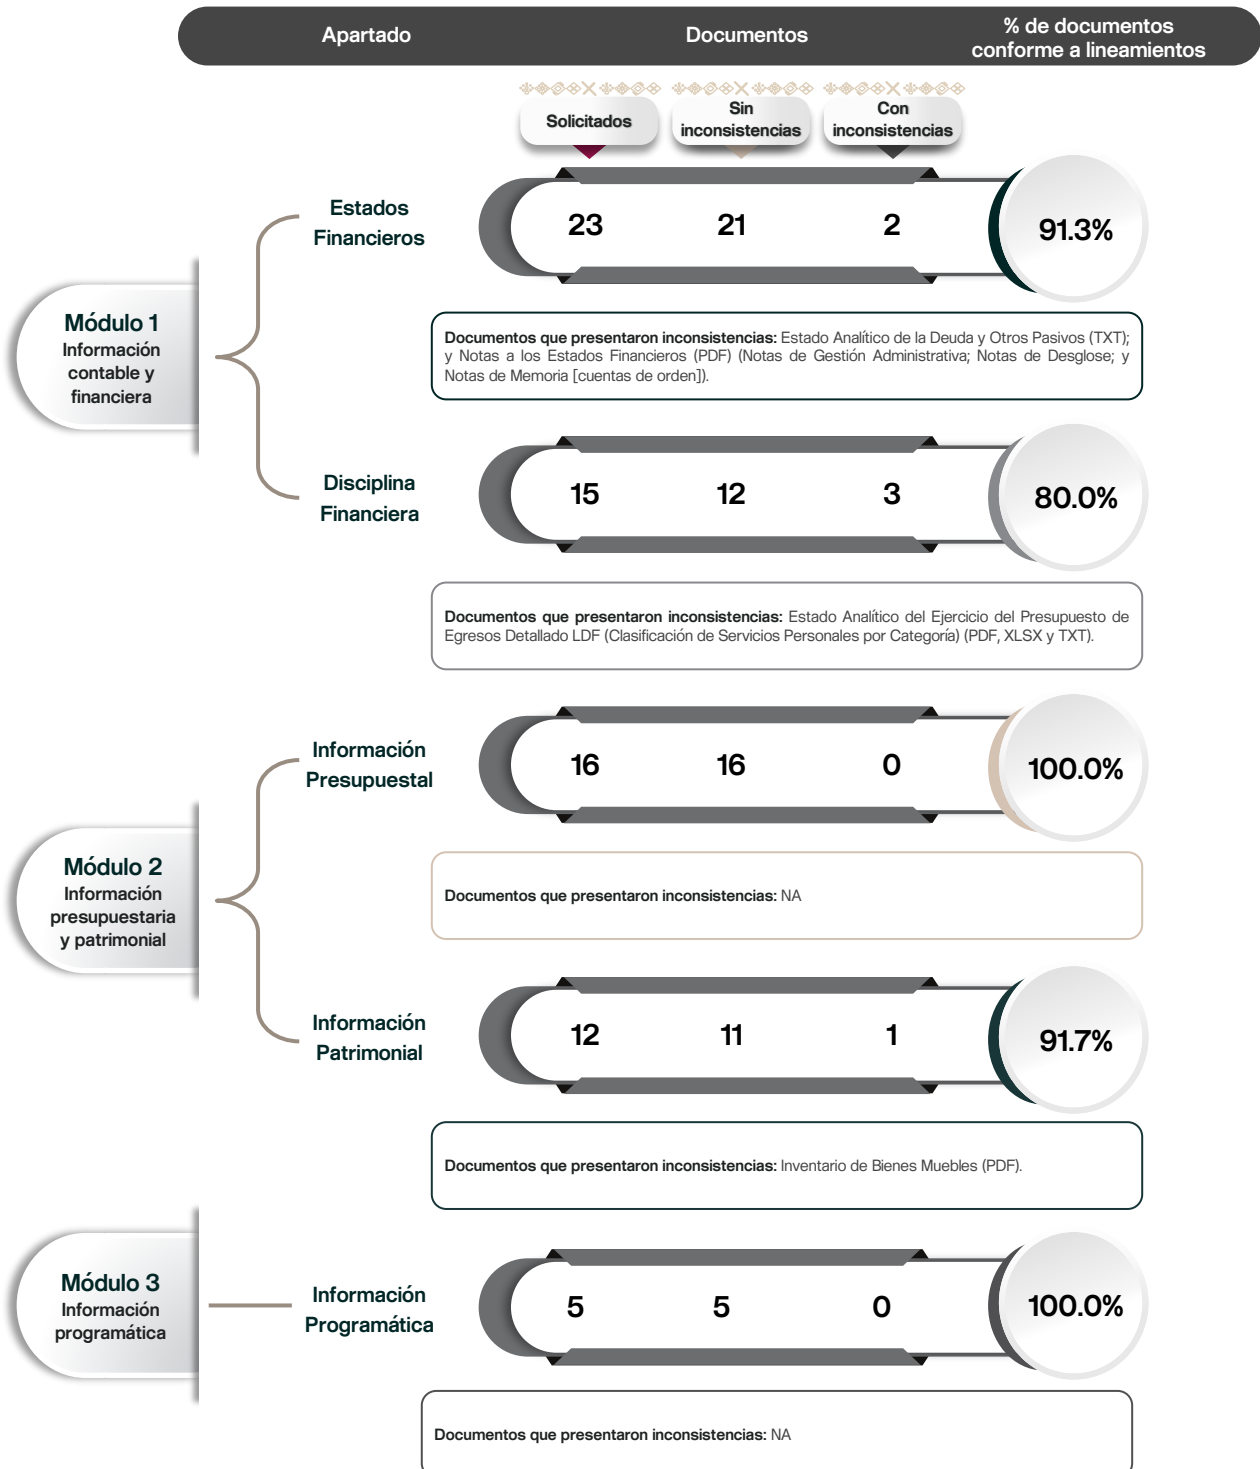 Apartado
Documentos
% de documentos
conforme a lineamientos
Solicitados
Sin
inconsistencias
Con
inconsistencias
Módulo 1
Información
contable y
financiera
Estados
Financieros
23 21 2 91.3%
Documentos que presentaron inconsistencias: Estado Analítico de la Deuda y Otros Pasivos (TXT);
y Notas a los Estados Financieros (PDF) (Notas de Gestión Administrativa; Notas de Desglose; y
Notas de Memoria [cuentas de orden]).
Disciplina
Financiera
15 12 3 80.0%
Documentos que presentaron inconsistencias: Estado Analítico del Ejercicio del Presupuesto de
Egresos Detallado LDF (Clasificación de Servicios Personales por Categoría) (PDF, XLSX y TXT).
Módulo 2
Información
presupuestaria
y patrimonial
Información
Presupuestal
16 16 0 100.0%
Documentos que presentaron inconsistencias: NA
Información
Patrimonial
12 11 1 91.7%
Documentos que presentaron inconsistencias: Inventario de Bienes Muebles (PDF).
Módulo 3
Información
programática
Información
Programática
5 5 0 100.0%
Documentos que presentaron inconsistencias: NA